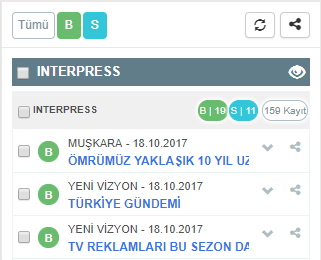 Tümü B S
INTERPRESS
INTERPRESS B | 19 S | 11 159 Kayıt
B MUŞKARA - 18.10.2017
ÖMRÜMÜZ YAKLAŞIK 10 YIL UZ
B YENİ VİZYON - 18.10.2017
TÜRKİYE GÜNDEMİ
B YENİ VİZYON - 18.10.2017
TV REKLAMLARI BU SEZON DA